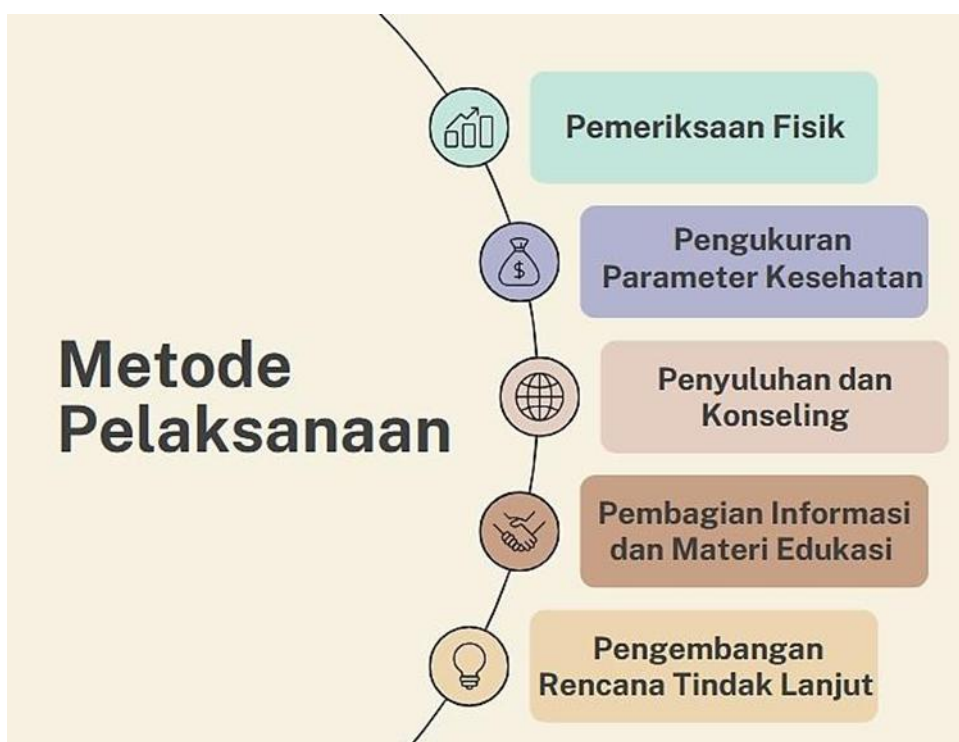 Metode
Pelaksanaan
Pemeriksaan Fisik
$
Pengukuran
Parameter Kesehatan
Penyuluhan dan
Konseling
Pembagian Informasi
dan Materi Edukasi
Pengembangan
Rencana Tindak Lanjut